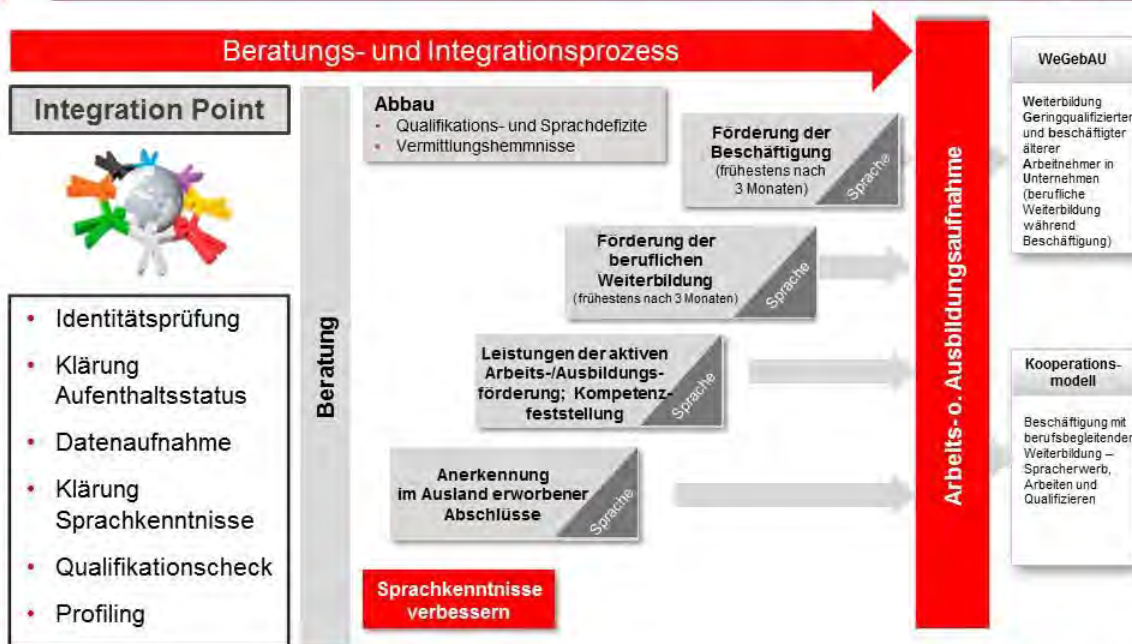 Beratungs- und Integrationsprozess
Integration Point
• Identitätsprüfung
• Klärung
Aufenthaltsstatus
• Datenaufnahme
• Klärung
Sprachkenntnisse
• Qualifikationscheck
• Profiling
Beratung
Abbau
• Qualifikations- und Sprachdefizite
• Vermittlungshemmnisse
Förderung der
Beschäftigung
(frühestens nach
3 Monaten)
Sprache
Förderung der
beruflichen
Weiterbildung
(frühestens nach 3 Monaten)
Sprache
Leistungen der aktiven
Arbeits-/Ausbildungs-
förderung; Kompetenz-
feststellung
Sprache
Anerkennung
im Ausland erworbener
Abschlüsse
Sprache
Sprachkenntnisse
verbessern
Arbeits- o. Ausbildungsaufnahme
WeGebAU
Weiterbildung
Geringqualifizierter
und beschäftigter
älterer
Arbeitnehmer in
Unternehmen
(berufliche
Weiterbildung
während
Beschäftigung)
Kooperations-
modell
Beschäftigung mit
berufsbegleitender
Weiterbildung –
Spracherwerb,
Arbeiten und
Qualifizieren